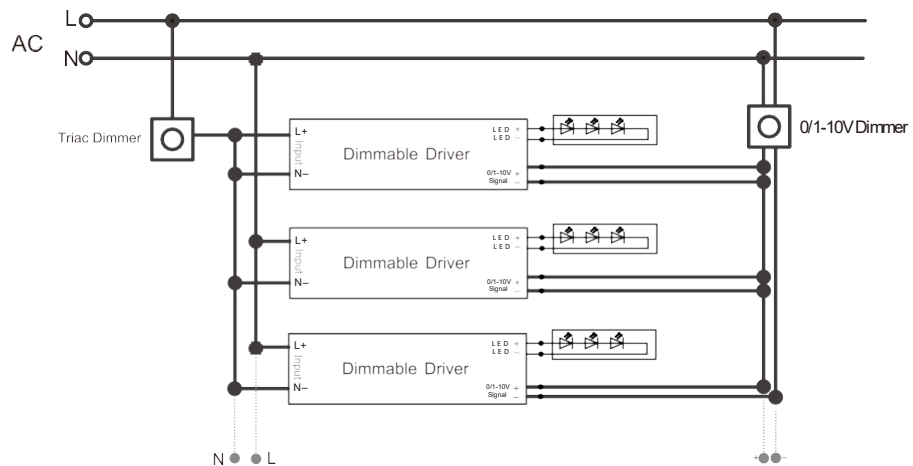 L
AC
N
Triac Dimmer
0/1-10V Dimmer
L+
Input
N–
Dimmable Driver
LED +
LED –
0/1-10V +
Signal –
L+
Input
N–
Dimmable Driver
LED +
LED –
0/1-10V +
Signal –
L+
Input
N–
Dimmable Driver
LED +
LED –
0/1-10V +
Signal –
N L
+ –